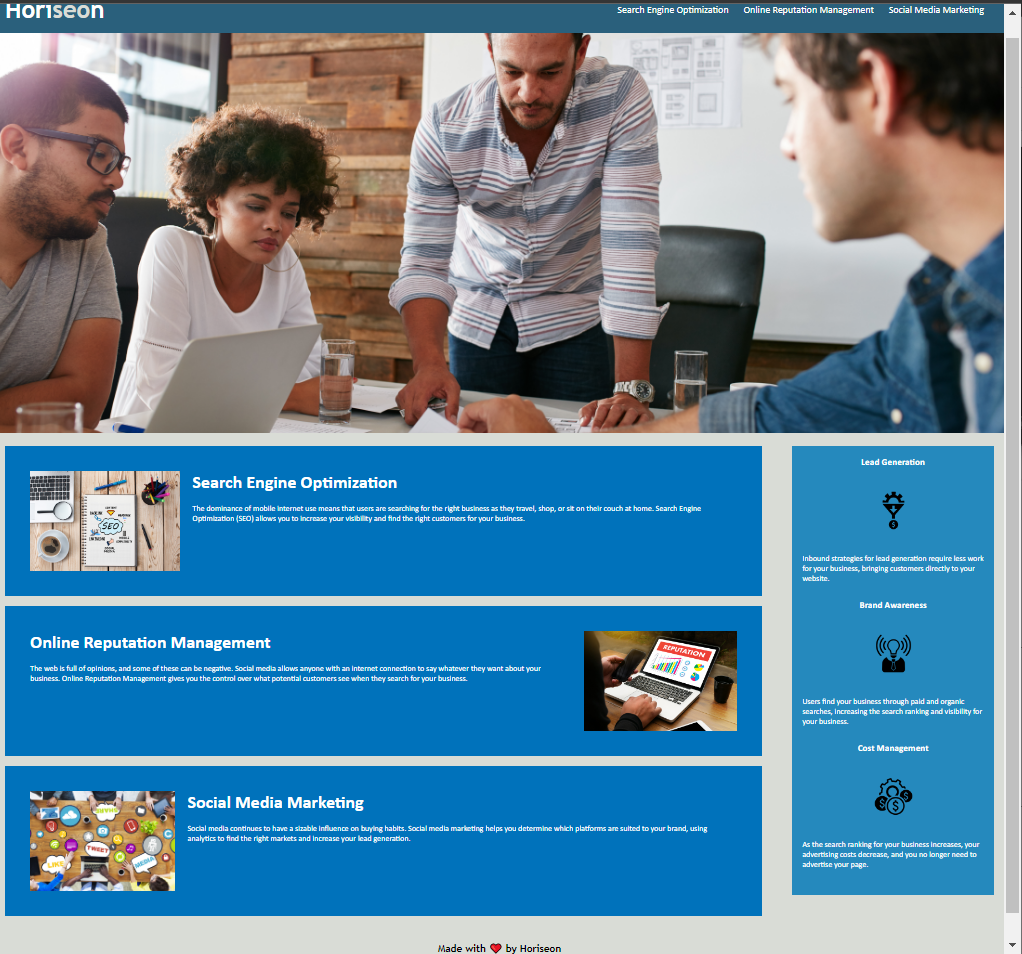 Horiseon
Search Engine Optimization Online Reputation Management Social Media Marketing
Search Engine Optimization
The dominance of mobile internet use means that users are searching for the right business as they travel, shop, or sit on their couch at home. Search Engine
Optimization (SEO) allows you to increase your visibility and find the right customers for your business.
SEO
Online Reputation Management
The web is full of opinions, and some of these can be negative. Social media allows anyone with an internet connection to say whatever they want about your
business. Online Reputation Management gives you the control over what potential customers see when they search for your business.
REPUTATION
Social Media Marketing
Social media continues to have a sizable influence on buying habits. Social media marketing helps you determine which platforms are suited to your brand, using
analytics to find the right markets and increase your lead generation.
TWEET
LIKE
MEDIA
Lead Generation
Inbound strategies for lead generation require less work
for your business, bringing customers directly to your
website.
Brand Awareness
Users find your business through paid and organic
searches, increasing the search ranking and visibility for
your business.
Cost Management
As the search ranking for your business increases, your
advertising costs decrease, and you no longer need to
advertise your page.
Made with ❤️ by Horiseon